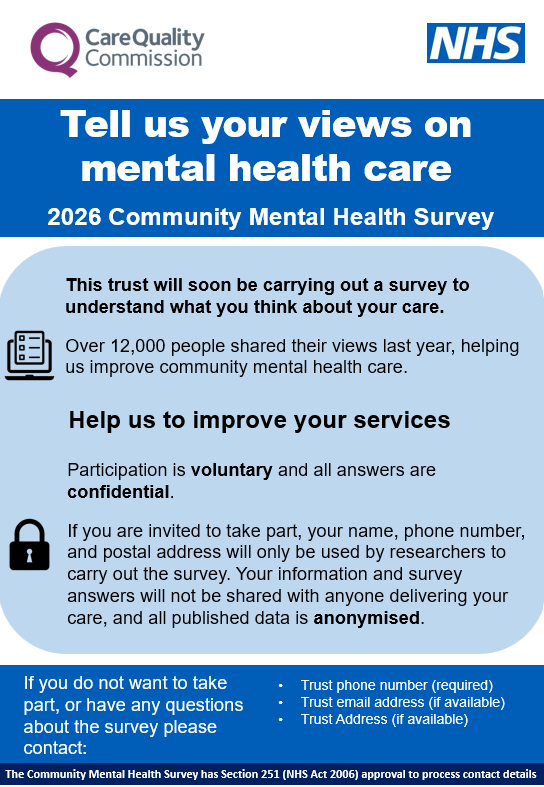 CareQuality
Commission
NHS
Tell us your views on
mental health care
2026 Community Mental Health Survey
This trust will soon be carrying out a survey to
understand what you think about your care.
Over 12,000 people shared their views last year, helping
us improve community mental health care.
Help us to improve your services
Participation is voluntary and all answers are
confidential.
If you are invited to take part, your name, phone number,
and postal address will only be used by researchers to
carry out the survey. Your information and survey
answers will not be shared with anyone delivering your
care, and all published data is anonymised.
If you do not want to take
part, or have any questions
about the survey please
contact:
• Trust phone number (required)
• Trust email address (if available)
• Trust Address (if available)
The Community Mental Health Survey has Section 251 (NHS Act 2006) approval to process contact details